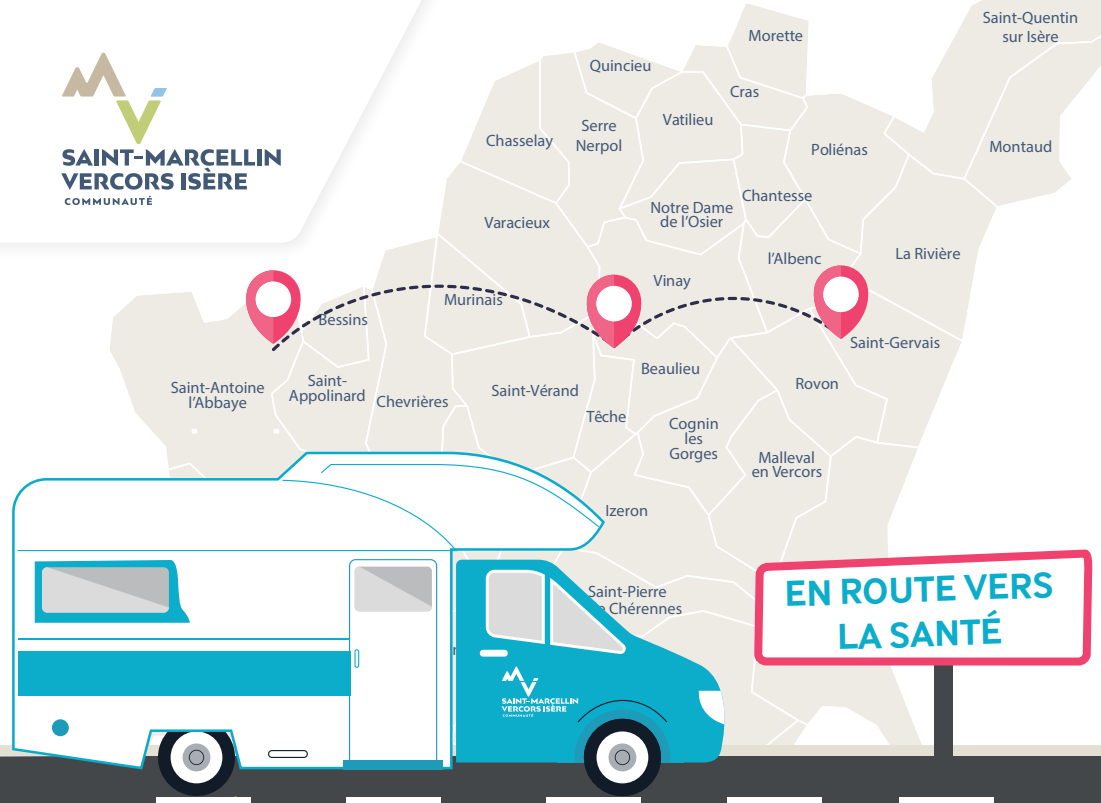 SAINT-MARCELLIN
VERCORS ISÈRE
COMMUNAUTÉ
Saint-Quentin
sur Isère
Morette
Quincieu
Cras
Vatilieu
Serre
Nerpol
Chasselay
Poliénas
Montaud
Chantesse
Notre Dame
de l'Osier
Varacieux
La Rivière
l'Albenc
Vinay
Murinais
Bessins
Saint-Gervais
Beaulieu
Rovon
Saint-Antoine
l'Abbaye
Saint-
Appolinard
Chevrières
Saint-Vérand
Têche
Cognin
les
Gorges
Malleval
en Vercors
Izeron
Saint-Pierre
Chérennes
EN ROUTE VERS
LA SANTÉ
SAINT-MARCELLIN
VERCORS ISÈRE
COMMUNAUTÉ